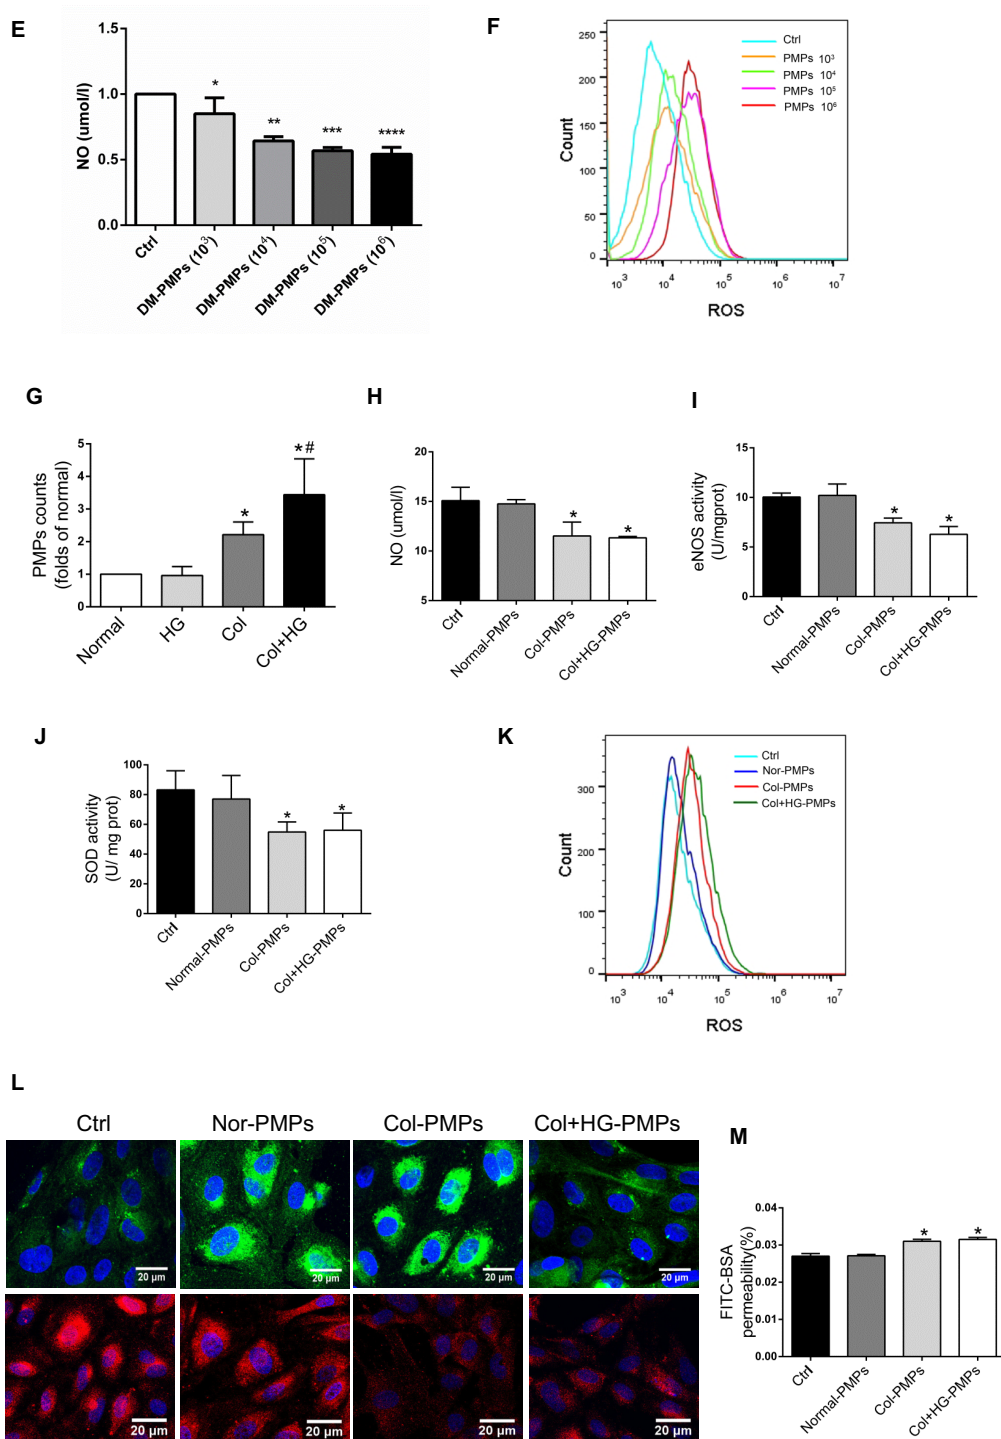 E
1.5
1.0
0.5
0.0
NO (umol/l)
*
**
***
****
Ctrl
DM-PMPs (10³)
DM-PMPs (10⁴)
DM-PMPs (10⁵)
DM-PMPs (10⁶)
F
250
200
150
100
50
0
Count
Ctrl
PMPs 10³
PMPs 10⁴
PMPs 10⁵
PMPs 10⁶
10³ 10⁴ 10⁵ 10⁶ 10⁷
ROS
G
5
4
3
2
1
0
PMPs counts
(folds of normal)
*
*#
Normal
HG
Col
Col+HG
H
20
15
10
5
NO (umol/l)
*
*
Ctrl
Normal-PMPs
Col-PMPs
Col+HG-PMPs
I
15
10
5
0
eNOS activity
(U/mgprot)
*
*
Ctrl
Normal-PMPs
Col-PMPs
Col+HG-PMPs
J
100
80
60
40
20
0
SOD activity
(U/ mg prot)
*
*
Ctrl
Normal-PMPs
Col-PMPs
Col+HG-PMPs
K
300
200
100
0
Count
Ctrl
Nor-PMPs
Col-PMPs
Col+HG-PMPs
10³ 10⁴ 10⁵ 10⁶ 10⁷
ROS
L
Ctrl Nor-PMPs Col-PMPs Col+HG-PMPs
20 μm 20 μm 20 μm 20 μm
20 μm 20 μm 20 μm 20 μm
M
0.04
0.03
0.02
0.01
0.00
FITC-BSA
permeability(%)
*
*
Ctrl
Normal-PMPs
Col-PMPs
Col+HG-PMPs